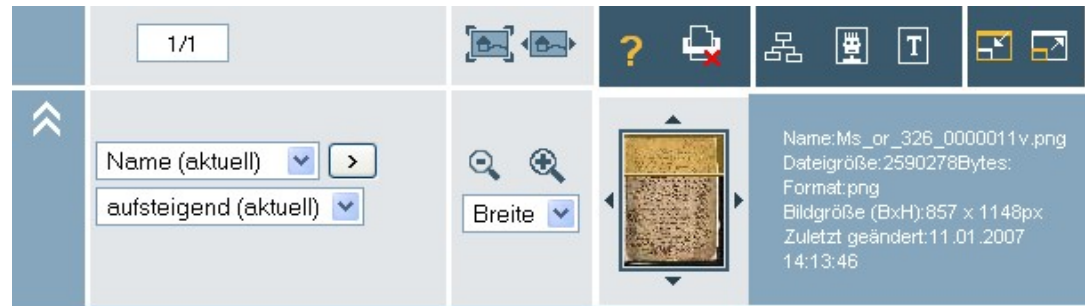 1/1
?
T
Name (aktuell)
>
aufsteigend (aktuell)
Breite
Name:Ms_or_326_0000011v.png
Dateigröße:2590278Bytes:
Format:png
Bildgröße (BxH):857 x 1148px
Zuletzt geändert:11.01.2007
14:13:46